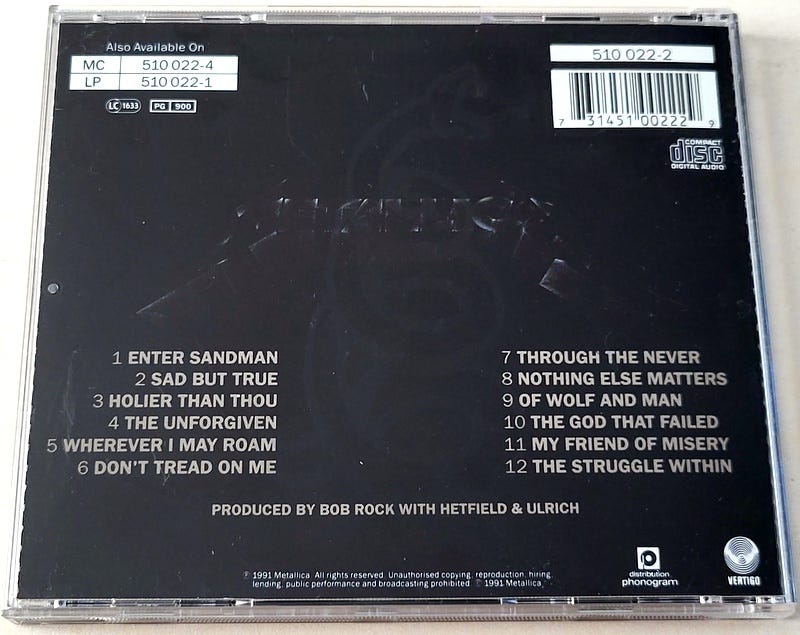 Also Available On
MC 510 022-4
LP 510 022-1
LC 1633 PG 900
510 022-2
7 31451 00222 9
COMPACT
disc
DIGITAL AUDIO
METALLICA
1 ENTER SANDMAN
2 SAD BUT TRUE
3 HOLIER THAN THOU
4 THE UNFORGIVEN
5 WHEREVER I MAY ROAM
6 DON'T TREAD ON ME
7 THROUGH THE NEVER
8 NOTHING ELSE MATTERS
9 OF WOLF AND MAN
10 THE GOD THAT FAILED
11 MY FRIEND OF MISERY
12 THE STRUGGLE WITHIN
PRODUCED BY BOB ROCK WITH HETFIELD & ULRICH
℗ 1991 Metallica. All rights reserved. Unauthorised copying, reproduction, hiring,
lending, public performance and broadcasting prohibited. © 1991 Metallica.
distribution
phonogram
VERTIGO